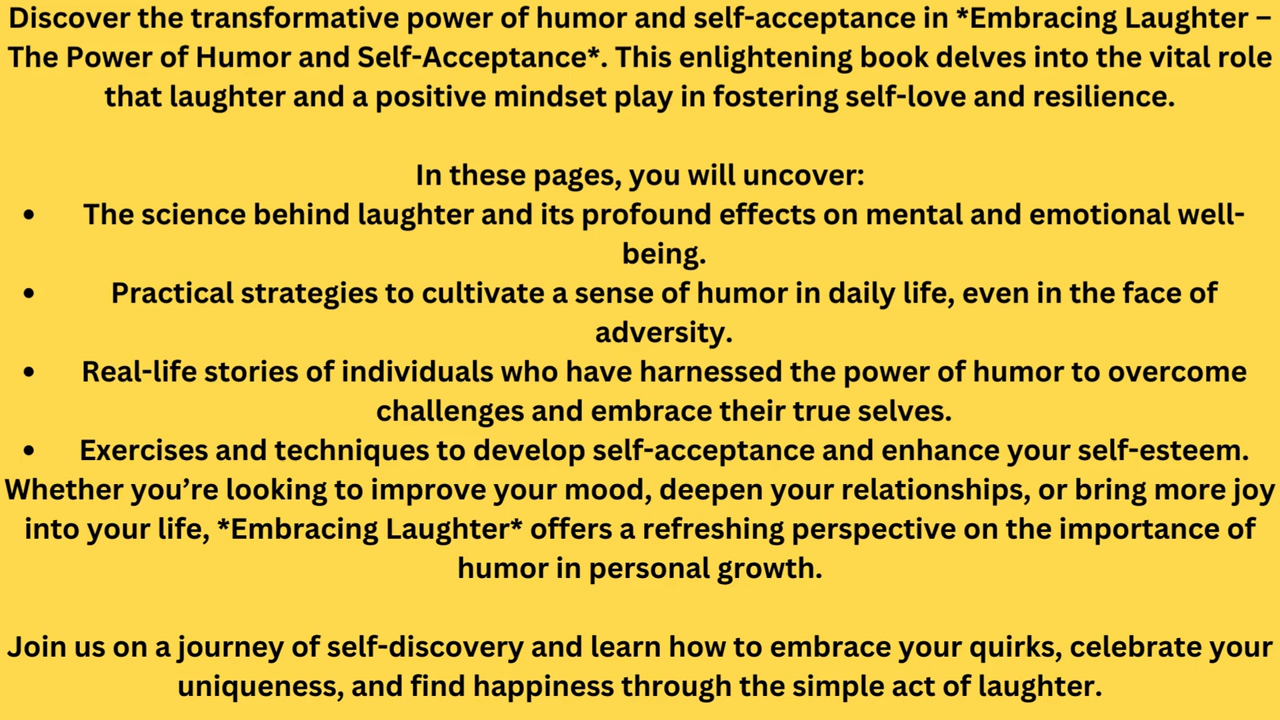 Discover the transformative power of humor and self-acceptance in *Embracing Laughter –
The Power of Humor and Self-Acceptance*. This enlightening book delves into the vital role
that laughter and a positive mindset play in fostering self-love and resilience.
In these pages, you will uncover:
• The science behind laughter and its profound effects on mental and emotional well-
being.
• Practical strategies to cultivate a sense of humor in daily life, even in the face of
adversity.
• Real-life stories of individuals who have harnessed the power of humor to overcome
challenges and embrace their true selves.
• Exercises and techniques to develop self-acceptance and enhance your self-esteem.
Whether you’re looking to improve your mood, deepen your relationships, or bring more joy
into your life, *Embracing Laughter* offers a refreshing perspective on the importance of
humor in personal growth.
Join us on a journey of self-discovery and learn how to embrace your quirks, celebrate your
uniqueness, and find happiness through the simple act of laughter.